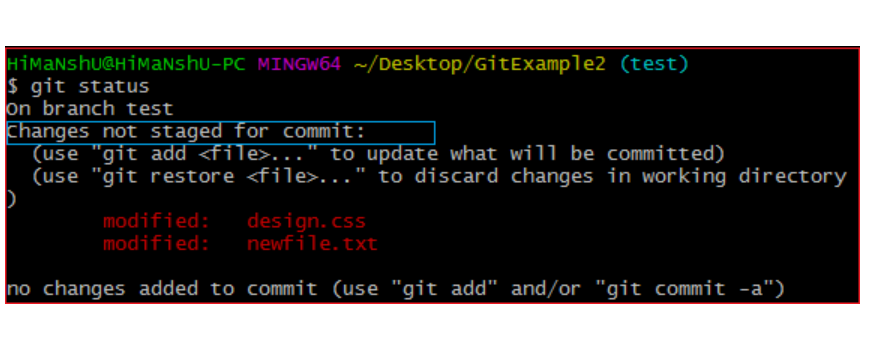 HiMaNshU@HiMaNshU-PC MINGW64 ~/Desktop/GitExample2 (test)
$ git status
On branch test
Changes not staged for commit:
  (use "git add <file>..." to update what will be committed)
  (use "git restore <file>..." to discard changes in working directory
)
        modified:   design.css
        modified:   newfile.txt

no changes added to commit (use "git add" and/or "git commit -a")